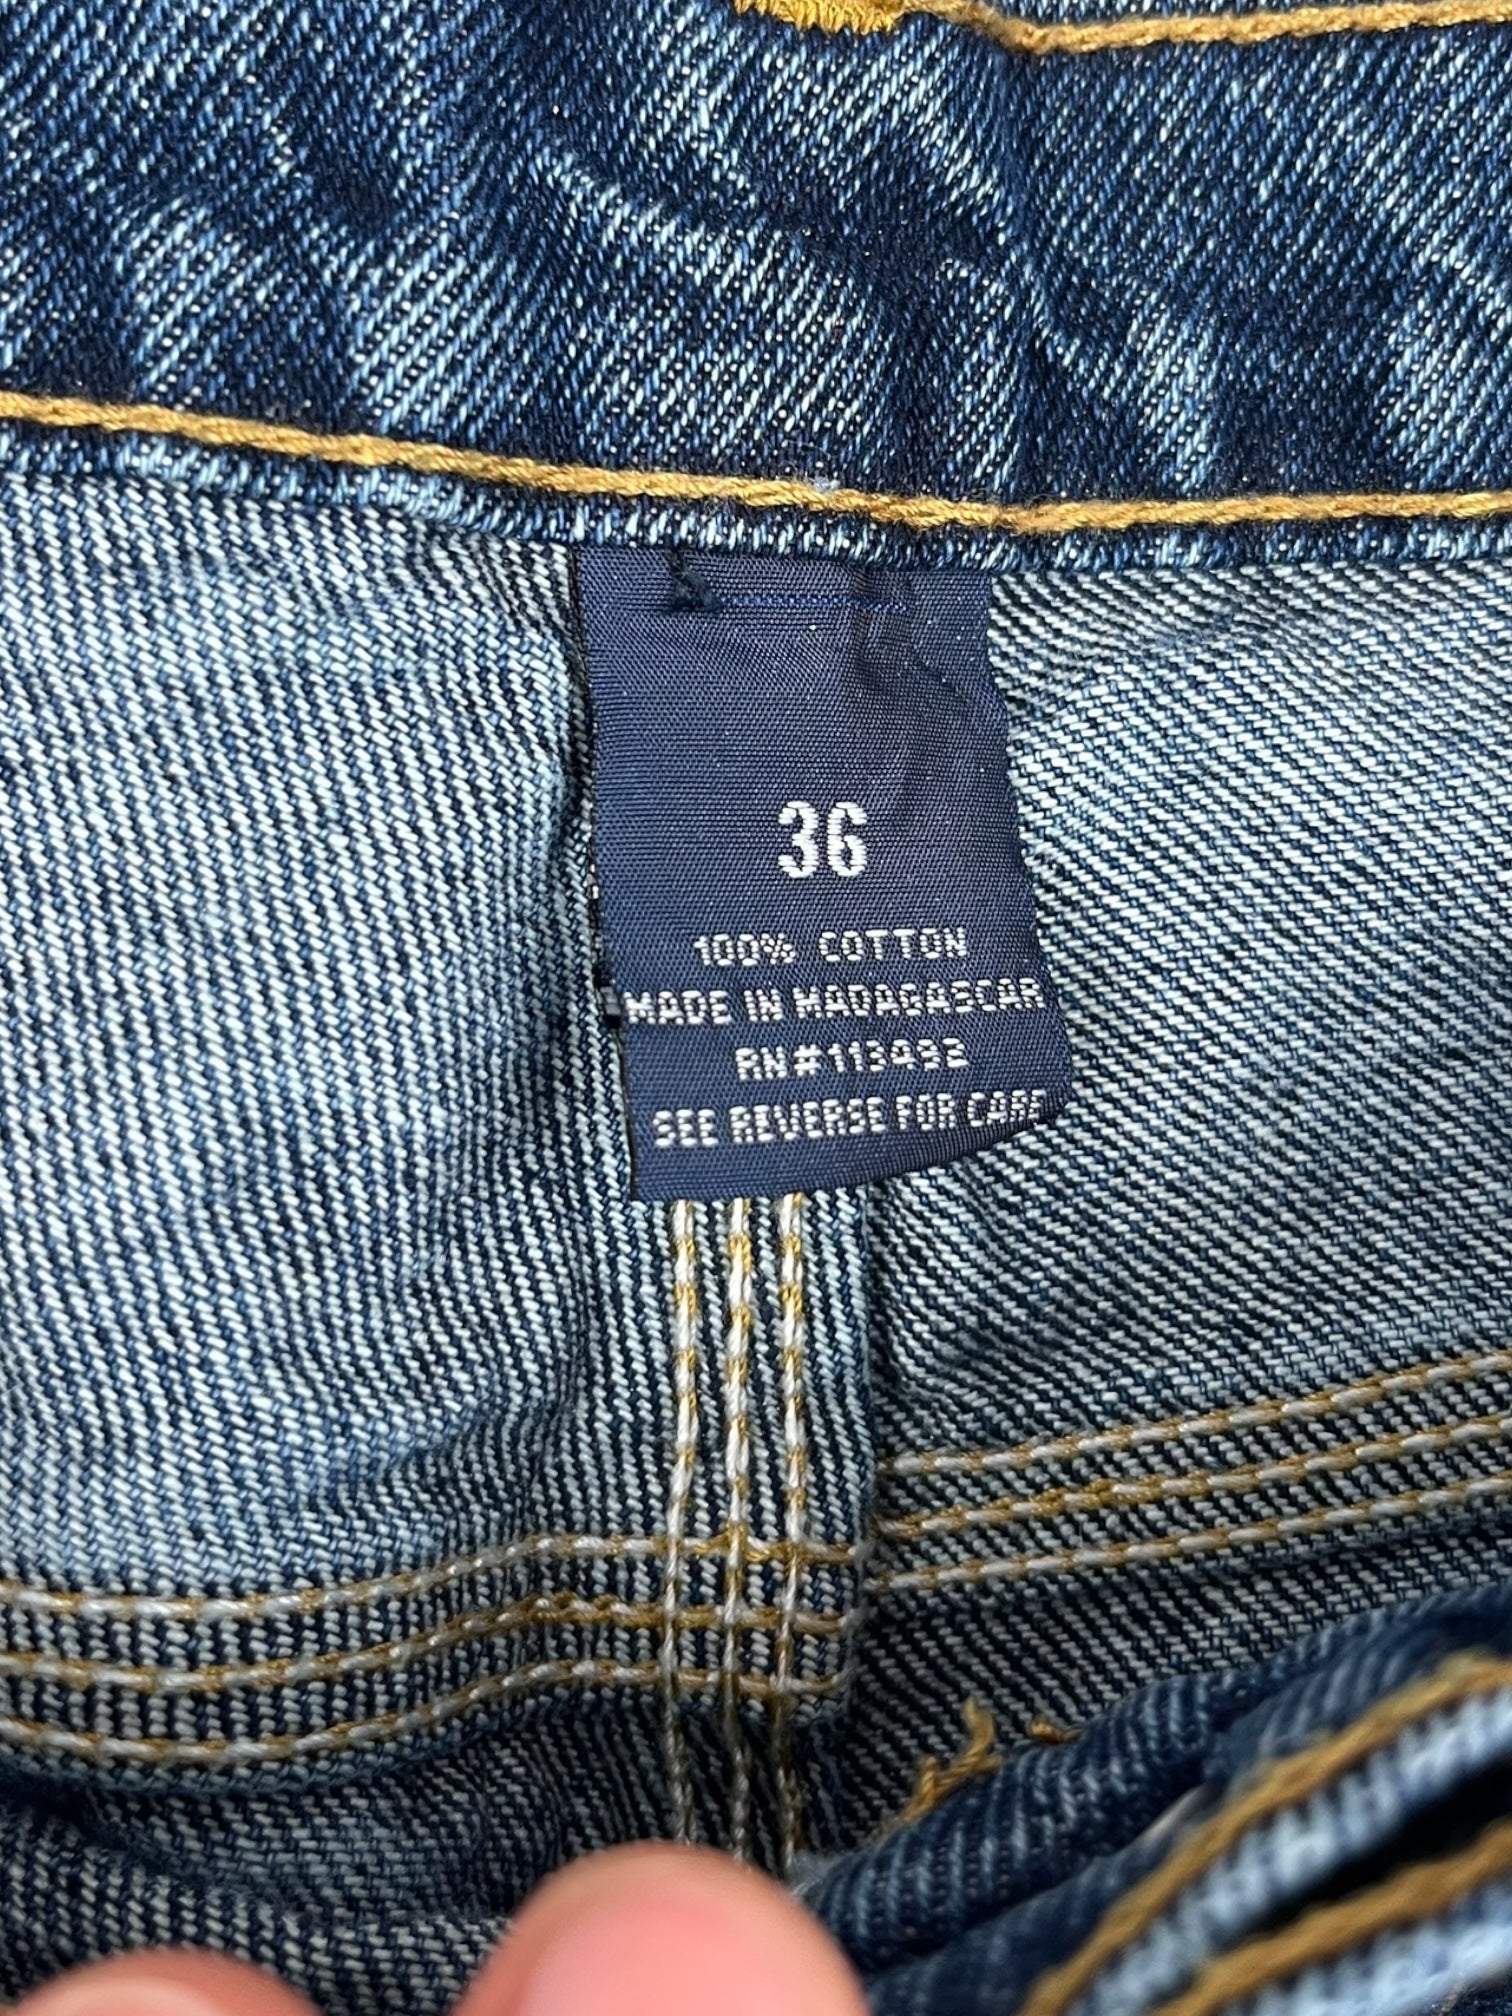 36
100% COTTON
MADE IN MADAGASCAR
RN#113492
SEE REVERSE FOR CARE